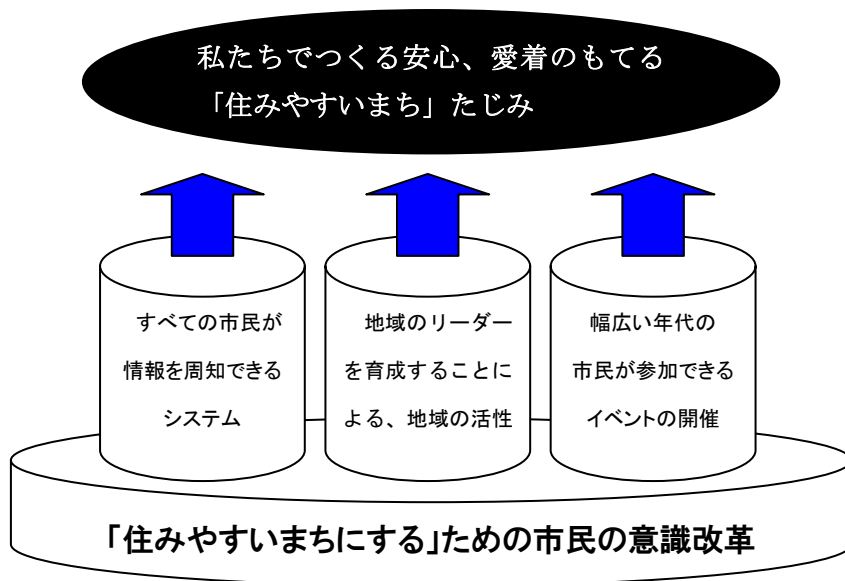 私たちでつくる安心、愛着のもてる
「住みやすいまち」たじみ
すべての市民が
情報を周知できる
システム
地域のリーダー
を育成することに
よる、地域の活性
幅広い年代の
市民が参加できる
イベントの開催
「住みやすいまちにする」ための市民の意識改革